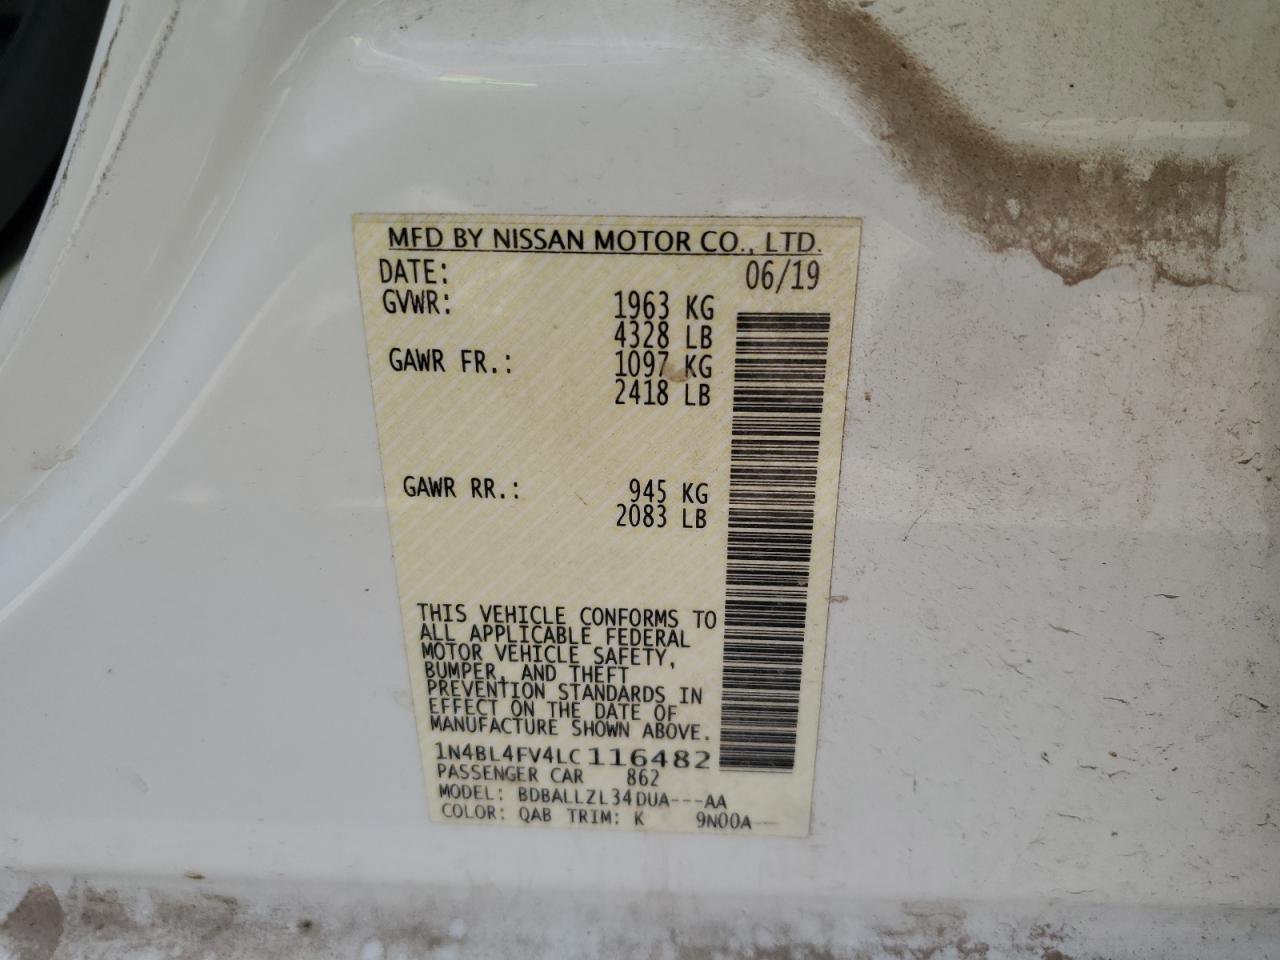 MFD BY NISSAN MOTOR CO., LTD.
DATE: 06/19
GVWR: 1963 KG
4328 LB
GAWR FR.: 1097 KG
2418 LB
GAWR RR.: 945 KG
2083 LB
THIS VEHICLE CONFORMS TO
ALL APPLICABLE FEDERAL
MOTOR VEHICLE SAFETY,
BUMPER, AND THEFT
PREVENTION STANDARDS IN
EFFECT ON THE DATE OF
MANUFACTURE SHOWN ABOVE.
1N4BL4FV4LC116482
PASSENGER CAR 862
MODEL: BDBALLZL34DUA---AA
COLOR: QAB TRIM: K 9N00A--